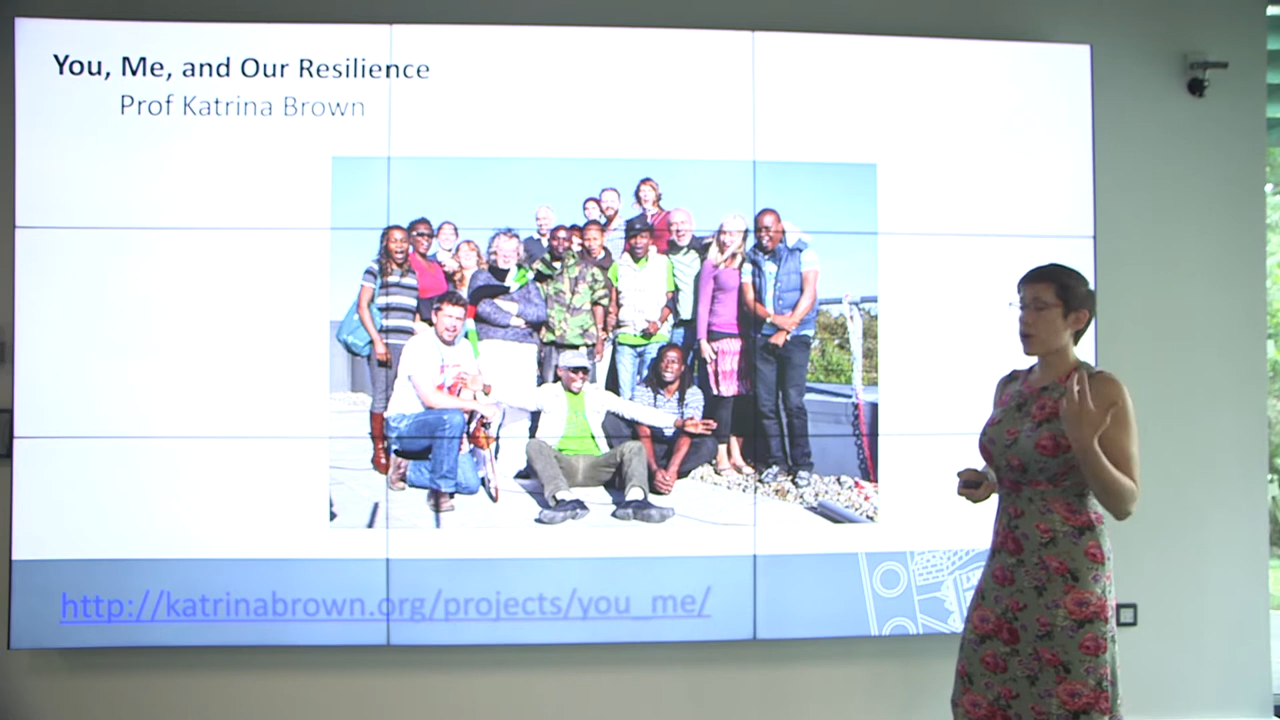 You, Me, and Our Resilience
Prof Katrina Brown
http://katrinabrown.org/projects/you_me/